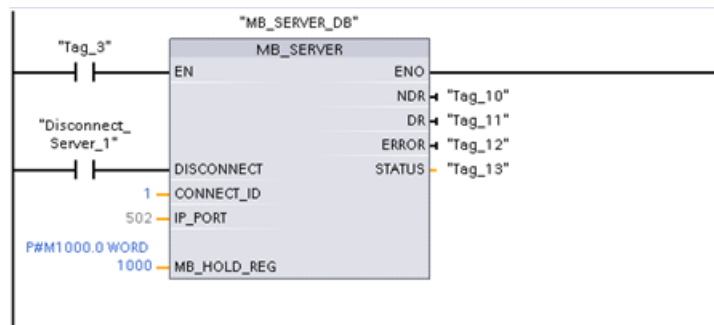 "MB_SERVER_DB"
"Tag_3"
MB_SERVER
EN
ENO
NDR
"Tag_10"
DR
"Tag_11"
"Disconnect_
Server_1"
ERROR
"Tag_12"
DISCONNECT
STATUS
"Tag_13"
1
CONNECT_ID
502
IP_PORT
P#M1000.0 WORD
1000
MB_HOLD_REG